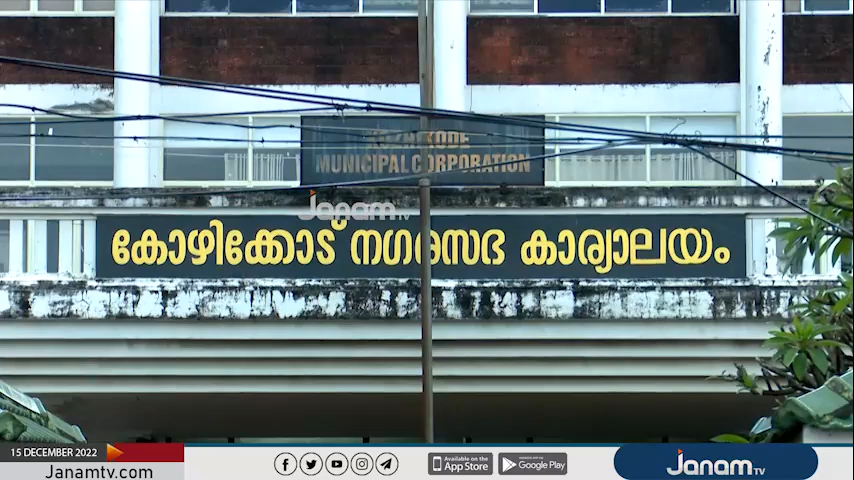 KOZHIKODE
MUNICIPAL CORPORATION
Janam TV
കോഴിക്കോട് നഗരസഭ കാര്യാലയം
15 DECEMBER 2022
Janamtv.com
Available on the
App Store
GET IT ON
Google Play
Janam TV